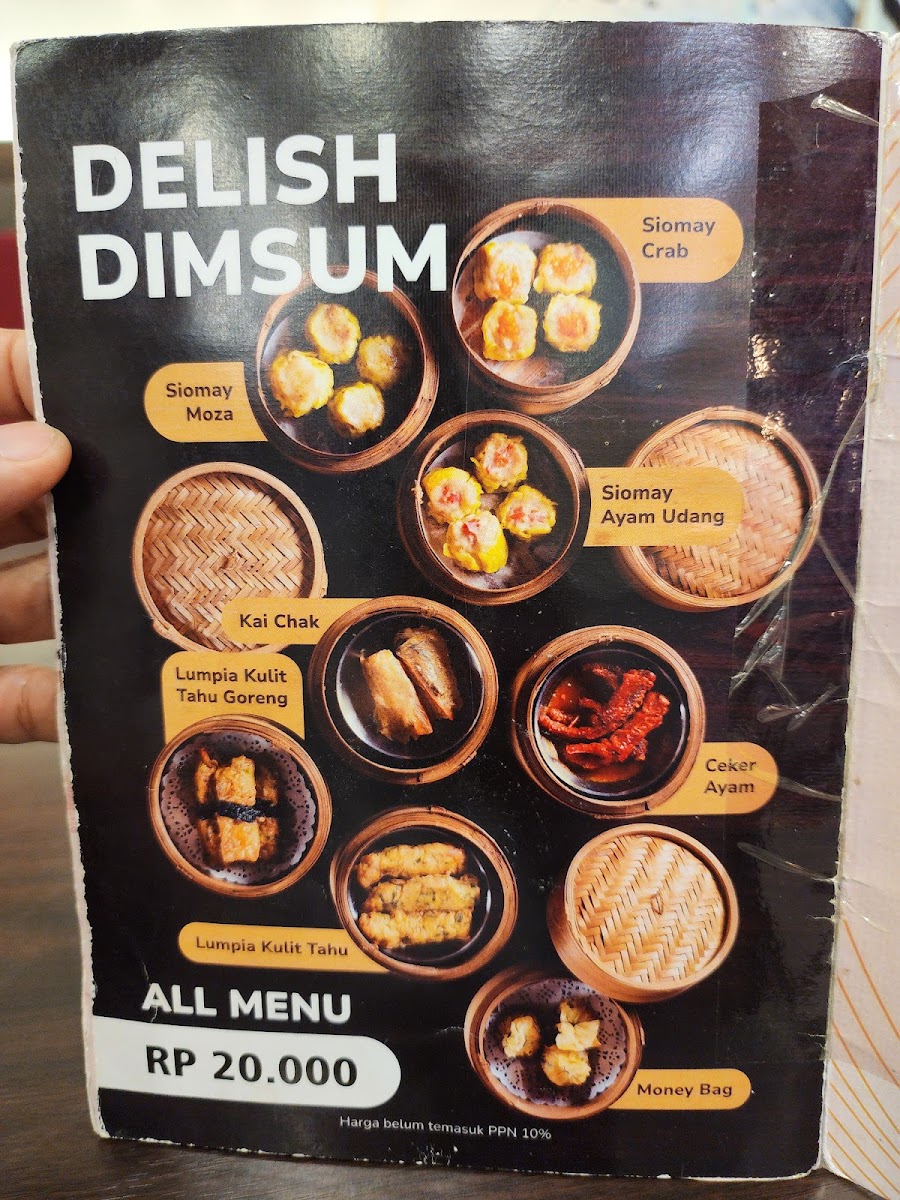 DELISH
DIMSUM
Siomay
Crab
Siomay
Moza
Siomay
Ayam Udang
Kai Chak
Lumpia Kulit
Tahu Goreng
Ceker
Ayam
Lumpia Kulit Tahu
ALL MENU
RP 20.000
Money Bag
Harga belum temasuk PPN 10%